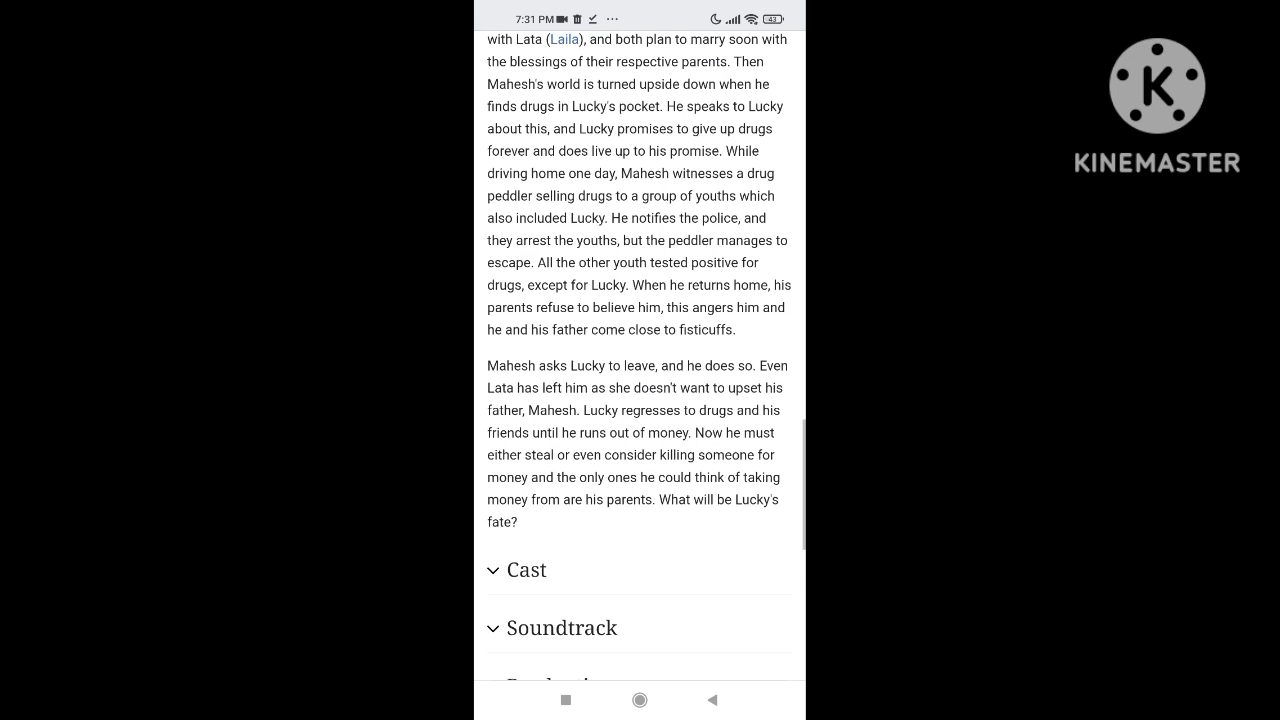 7:31 PM
43
with Lata (Laila), and both plan to marry soon with
the blessings of their respective parents. Then
Mahesh's world is turned upside down when he
finds drugs in Lucky's pocket. He speaks to Lucky
about this, and Lucky promises to give up drugs
forever and does live up to his promise. While
driving home one day, Mahesh witnesses a drug
peddler selling drugs to a group of youths which
also included Lucky. He notifies the police, and
they arrest the youths, but the peddler manages to
escape. All the other youth tested positive for
drugs, except for Lucky. When he returns home, his
parents refuse to believe him, this angers him and
he and his father come close to fisticuffs.
Mahesh asks Lucky to leave, and he does so. Even
Lata has left him as she doesn't want to upset his
father, Mahesh. Lucky regresses to drugs and his
friends until he runs out of money. Now he must
either steal or even consider killing someone for
money and the only ones he could think of taking
money from are his parents. What will be Lucky's
fate?
Cast
Soundtrack
K
KINEMASTER